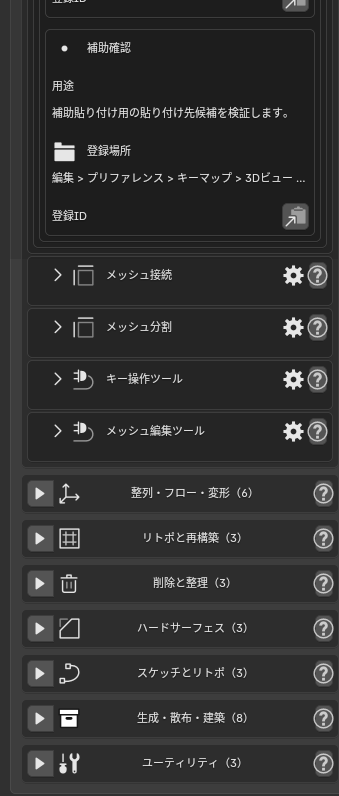 登録ID
補助確認
用途
補助貼り付け用の貼り付け先候補を検証します。
登録場所
編集 > プリファレンス > キーマップ > 3Dビュー ...
登録ID
メッシュ接続
メッシュ分割
キー操作ツール
メッシュ編集ツール
整列・フロー・変形（6）
リトポと再構築（3）
削除と整理（3）
ハードサーフェス（3）
スケッチとリトポ（3）
生成・散布・建築（8）
ユーティリティ（3）